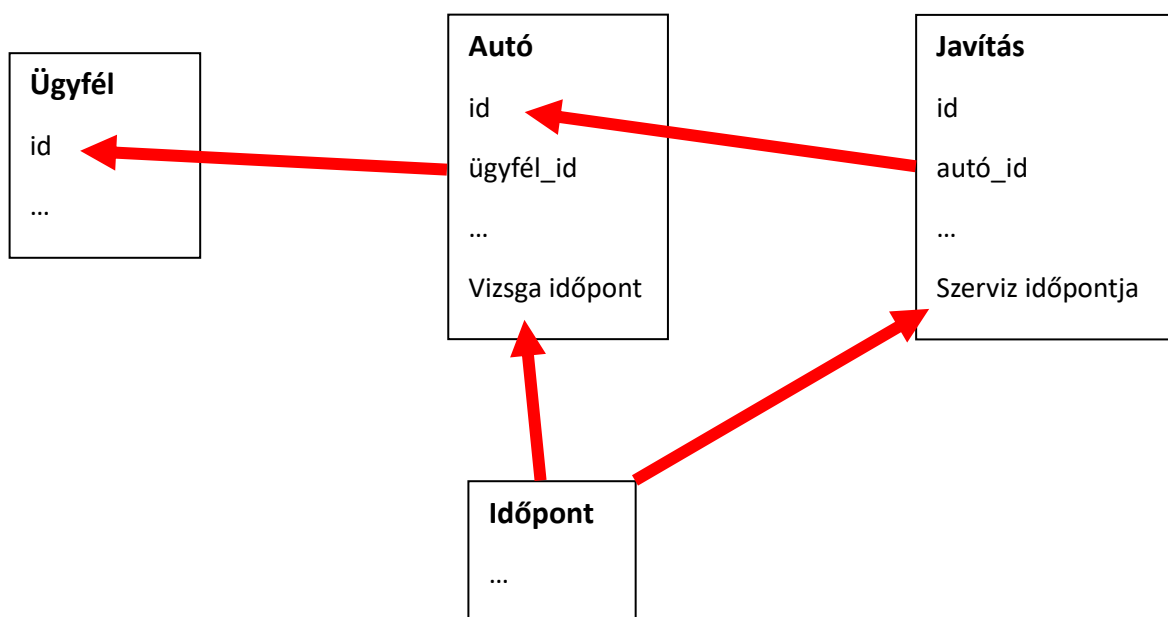 Ügyfél
id
...
Autó
id
ügyfél_id
...
Vizsga időpont
Javítás
id
autó_id
...
Szerviz időpontja
Időpont
...